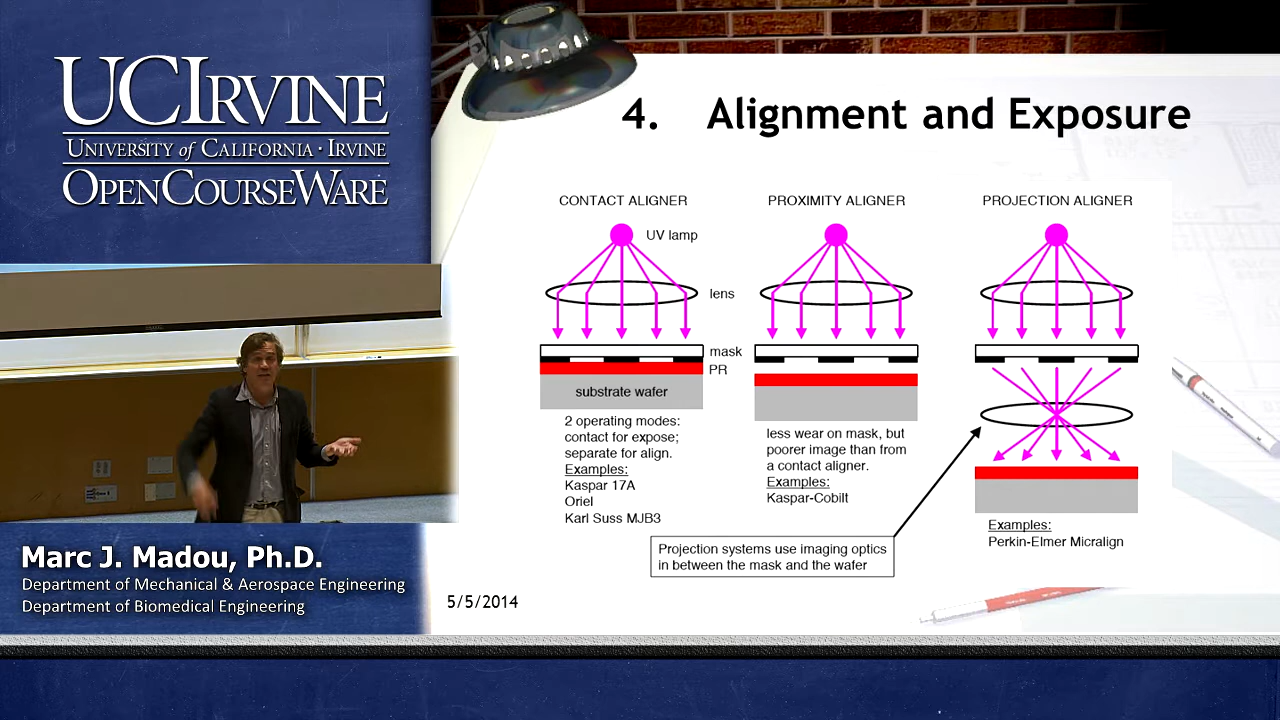 UCIRVINE
UNIVERSITY of CALIFORNIA · IRVINE
OPENCOURSEWARE
Marc J. Madou, Ph.D.
Department of Mechanical & Aerospace Engineering
Department of Biomedical Engineering
4. Alignment and Exposure
CONTACT ALIGNER
UV lamp
lens
mask
PR
substrate wafer
2 operating modes:
contact for expose;
separate for align.
Examples:
Kaspar 17A
Oriel
Karl Suss MJB3
PROXIMITY ALIGNER
less wear on mask, but
poorer image than from
a contact aligner.
Examples:
Kaspar-Cobilt
PROJECTION ALIGNER
Examples:
Perkin-Elmer Micralign
Projection systems use imaging optics
in between the mask and the wafer
5/5/2014